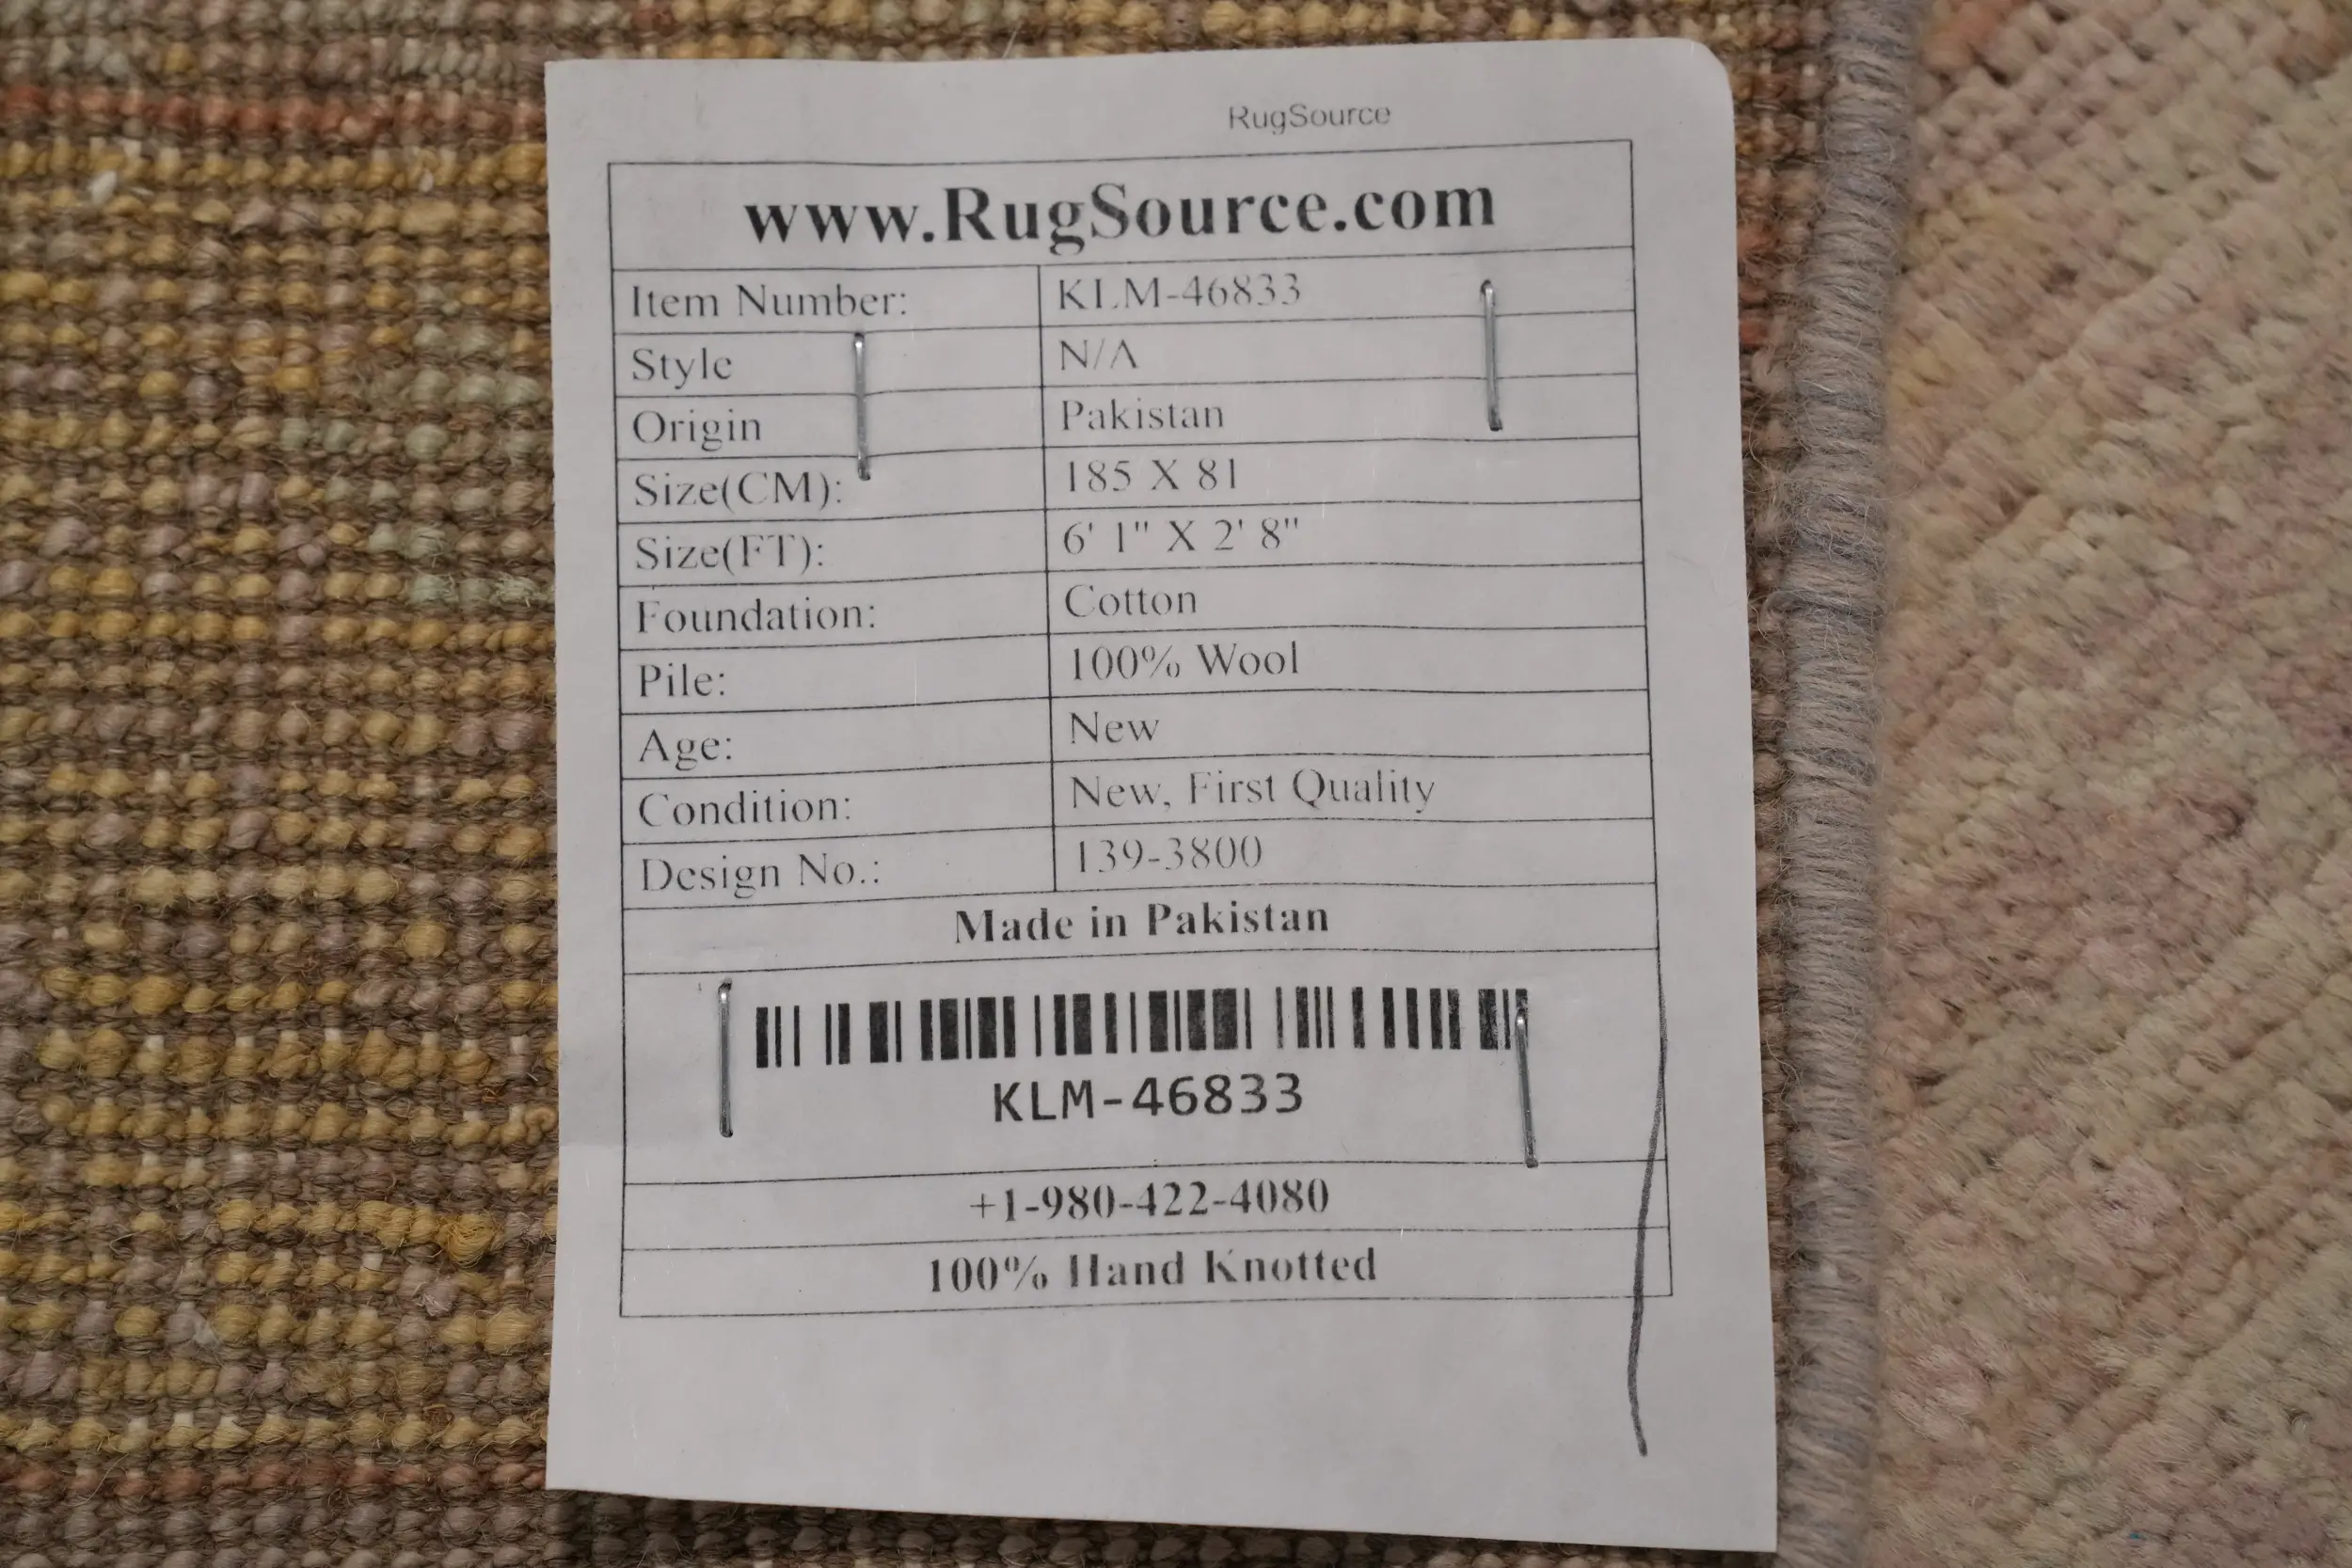 RugSource
www.RugSource.com
Item Number: KLM-46833
Style N/A
Origin Pakistan
Size(CM): 185 X 81
Size(FT): 6' 1" X 2' 8"
Foundation: Cotton
Pile: 100% Wool
Age: New
Condition: New, First Quality
Design No.: 139-3800
Made in Pakistan
KLM-46833
+1-980-422-4080
100% Hand Knotted